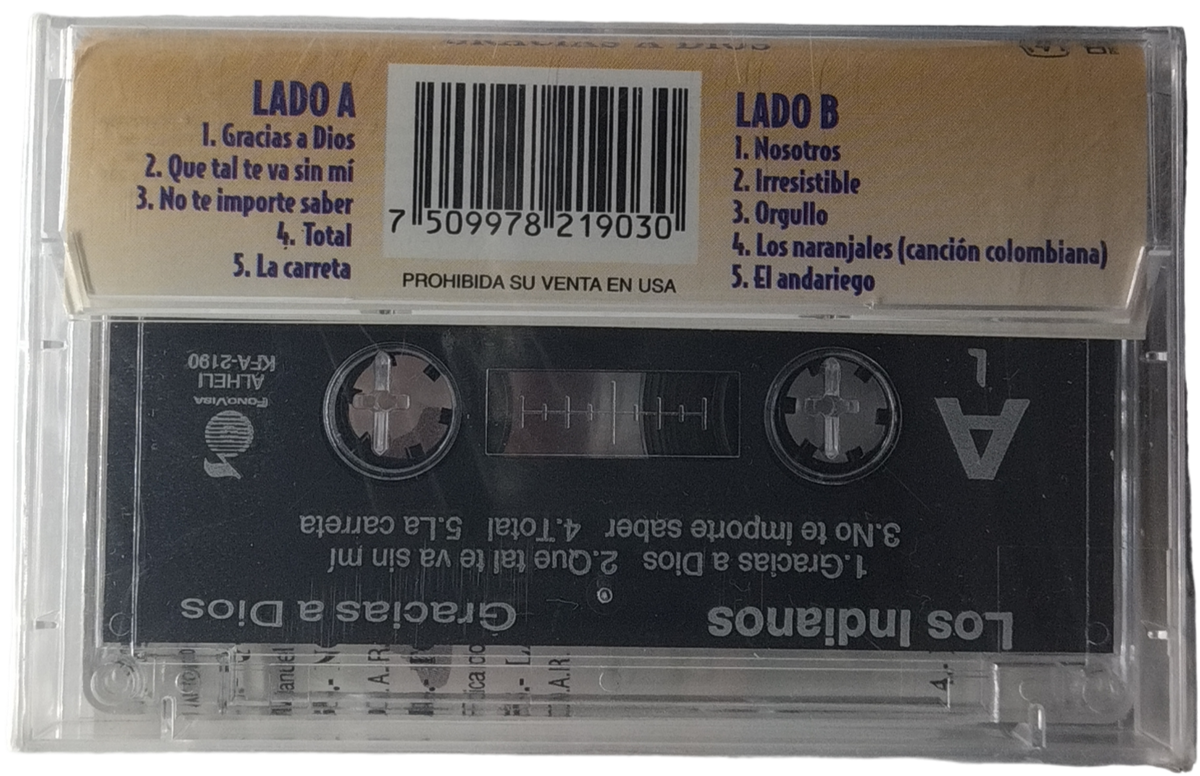 GRACIAS A DIOS
LADO A
1. Gracias a Dios
2. Que tal te va sin mí
3. No te importe saber
4. Total
5. La carreta
7 509978 219030
PROHIBIDA SU VENTA EN USA
LADO B
1. Nosotros
2. Irresistible
3. Orgullo
4. Los naranjales (canción colombiana)
5. El andariego
Los Indianos Gracias a Dios
1.Gracias a Dios 2.Que tal te va sin mí
3.No te importe saber 4.Total 5.La carreta
A
L
FONOVISA
ALHELI
KFA-2190